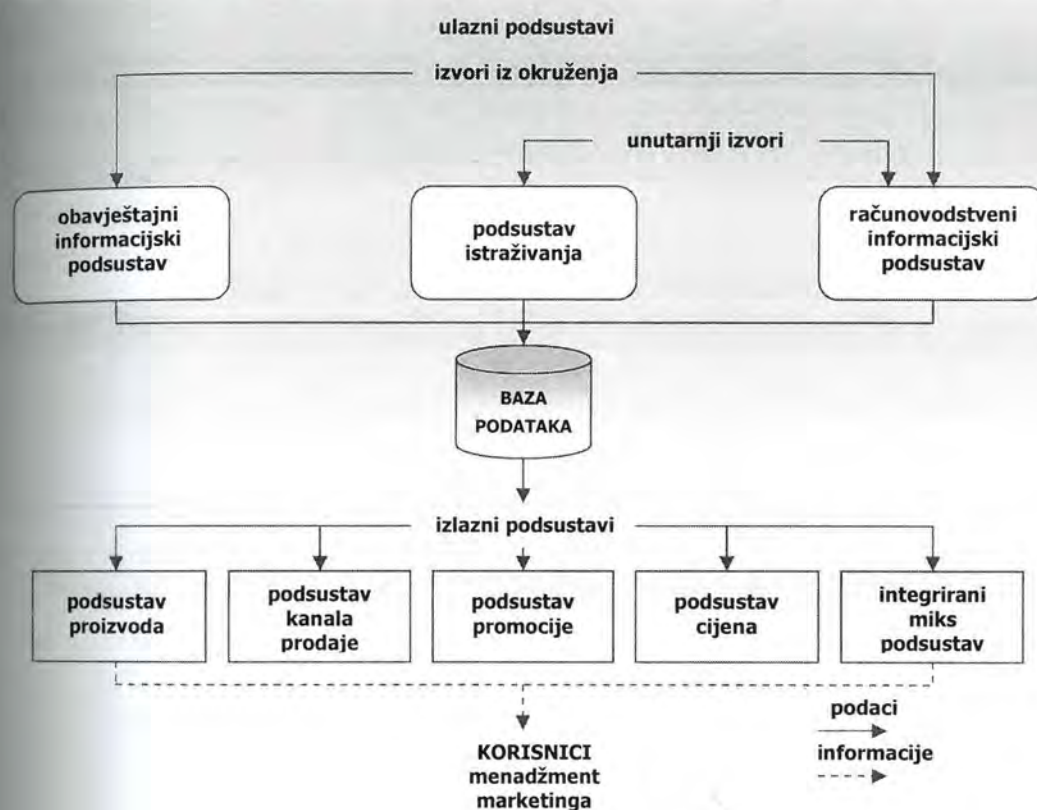 ulazni podsustavi
izvori iz okruženja
unutarnji izvori
obavještajni
informacijski
podsustav
podsustav
istraživanja
računovodstveni
informacijski
podsustav
BAZA
PODATAKA
izlazni podsustavi
podsustav
proizvoda
podsustav
kanala
prodaje
podsustav
promocije
podsustav
cijena
integrirani
miks
podsustav
podaci
informacije
KORISNICI
menadžment
marketinga